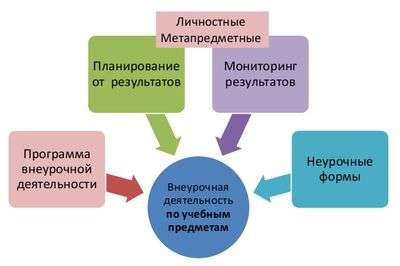 Личностные
Метапредметные
Планирование
от  результатов
Мониторинг
результатов
Программа
внеурочной
деятельности
Внеурочная
деятельность
по учебным
предметам
Неурочные
формы